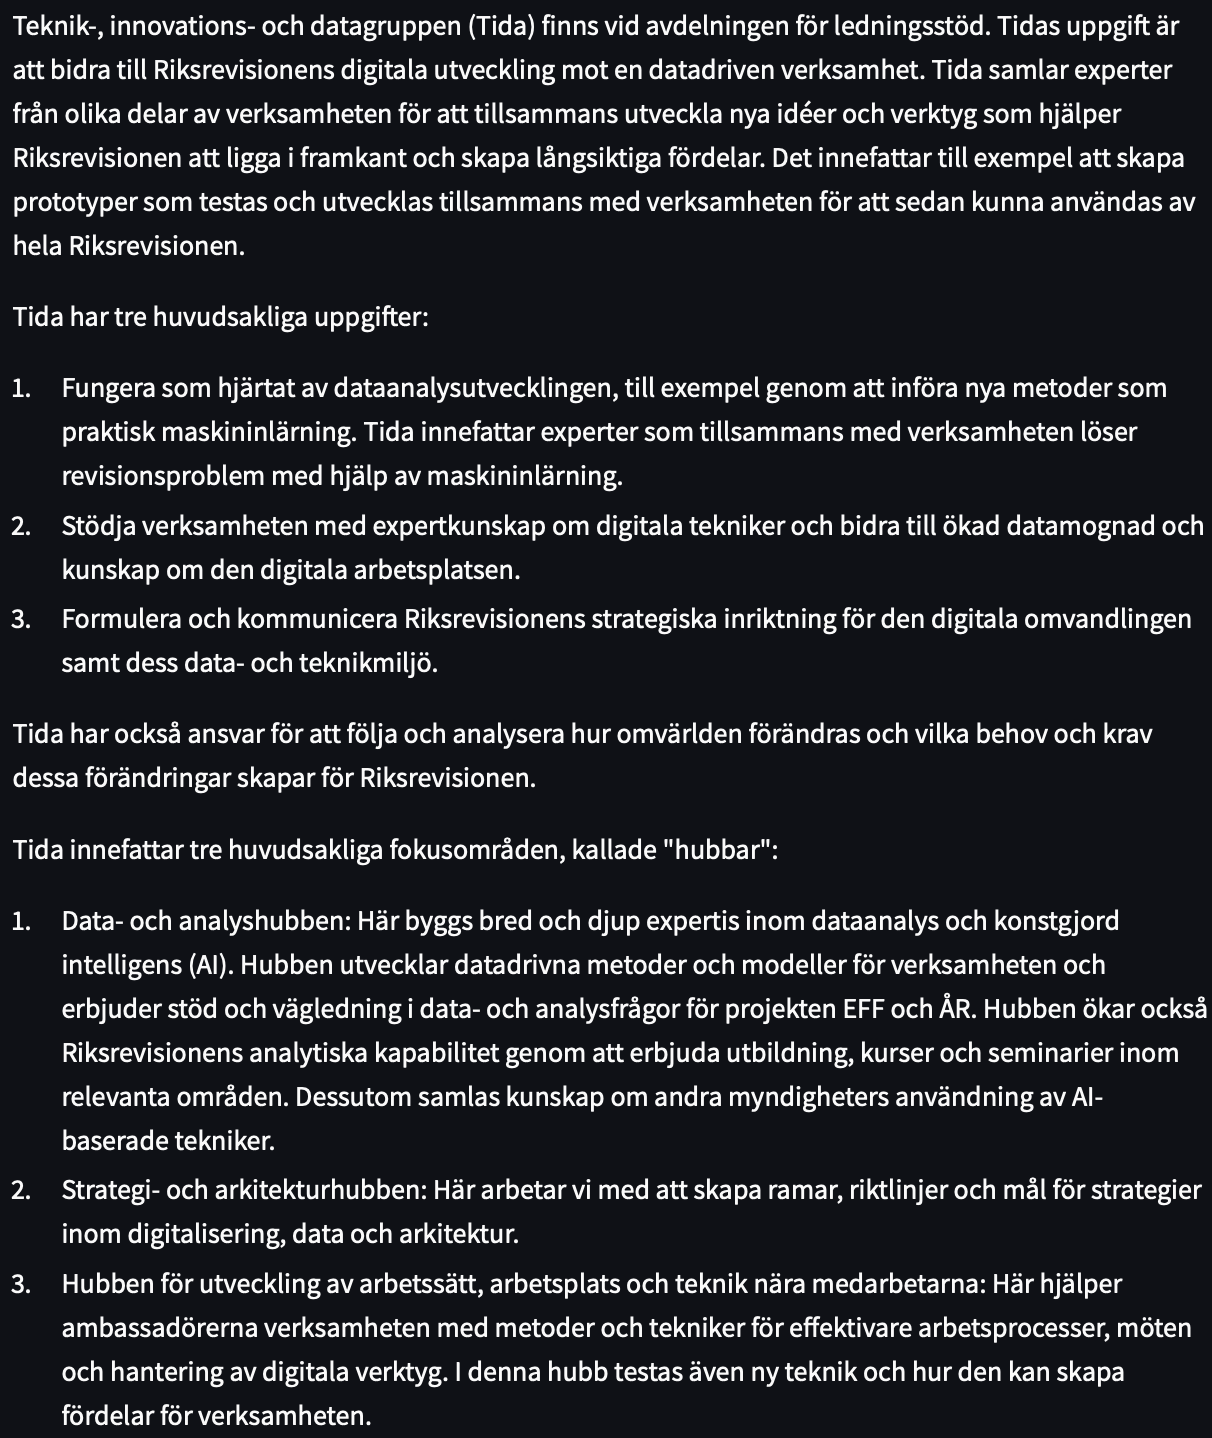 Teknik-, innovations- och datagruppen (Tida) finns vid avdelningen för ledningsstöd. Tidas uppgift är
att bidra till Riksrevisionens digitala utveckling mot en datadriven verksamhet. Tida samlar experter
från olika delar av verksamheten för att tillsammans utveckla nya idéer och verktyg som hjälper
Riksrevisionen att ligga i framkant och skapa långsiktiga fördelar. Det innefattar till exempel att skapa
prototyper som testas och utvecklas tillsammans med verksamheten för att sedan kunna användas av
hela Riksrevisionen.
Tida har tre huvudsakliga uppgifter:
1. Fungera som hjärtat av dataanalysutvecklingen, till exempel genom att införa nya metoder som
praktisk maskininlärning. Tida innefattar experter som tillsammans med verksamheten löser
revisionsproblem med hjälp av maskininlärning.
2. Stödja verksamheten med expertkunskap om digitala tekniker och bidra till ökad datamognad och
kunskap om den digitala arbetsplatsen.
3. Formulera och kommunicera Riksrevisionens strategiska inriktning för den digitala omvandlingen
samt dess data- och teknikmiljö.
Tida har också ansvar för att följa och analysera hur omvärlden förändras och vilka behov och krav
dessa förändringar skapar för Riksrevisionen.
Tida innefattar tre huvudsakliga fokusområden, kallade "hubbar":
1. Data- och analyshubben: Här byggs bred och djup expertis inom dataanalys och konstgjord
intelligens (AI). Hubben utvecklar datadrivna metoder och modeller för verksamheten och
erbjuder stöd och vägledning i data- och analysfrågor för projekten EFF och ÅR. Hubben ökar också
Riksrevisionens analytiska kapabilitet genom att erbjuda utbildning, kurser och seminarier inom
relevanta områden. Dessutom samlas kunskap om andra myndigheters användning av AI-
baserade tekniker.
2. Strategi- och arkitekturhubben: Här arbetar vi med att skapa ramar, riktlinjer och mål för strategier
inom digitalisering, data och arkitektur.
3. Hubben för utveckling av arbetssätt, arbetsplats och teknik nära medarbetarna: Här hjälper
ambassadörerna verksamheten med metoder och tekniker för effektivare arbetsprocesser, möten
och hantering av digitala verktyg. I denna hubb testas även ny teknik och hur den kan skapa
fördelar för verksamheten.